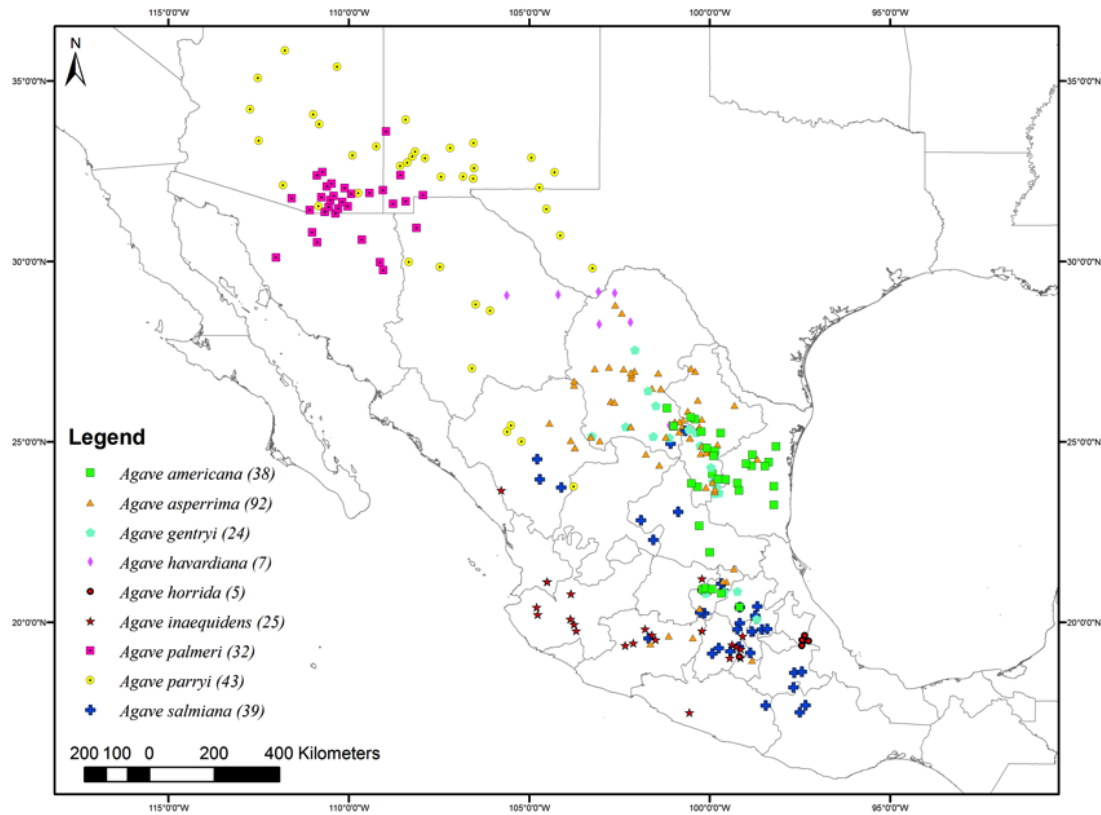 115°0'0"W 110°0'0"W 105°0'0"W 100°0'0"W 95°0'0"W
N
35°0'0"N 35°0'0"N
30°0'0"N 30°0'0"N
25°0'0"N 25°0'0"N
20°0'0"N 20°0'0"N
Legend
Agave americana (38)
Agave asperrima (92)
Agave gentryi (24)
Agave havardiana (7)
Agave horrida (5)
Agave inaequidens (25)
Agave palmeri (32)
Agave parryi (43)
Agave salmiana (39)
200 100 0 200 400 Kilometers
115°0'0"W 110°0'0"W 105°0'0"W 100°0'0"W 95°0'0"W